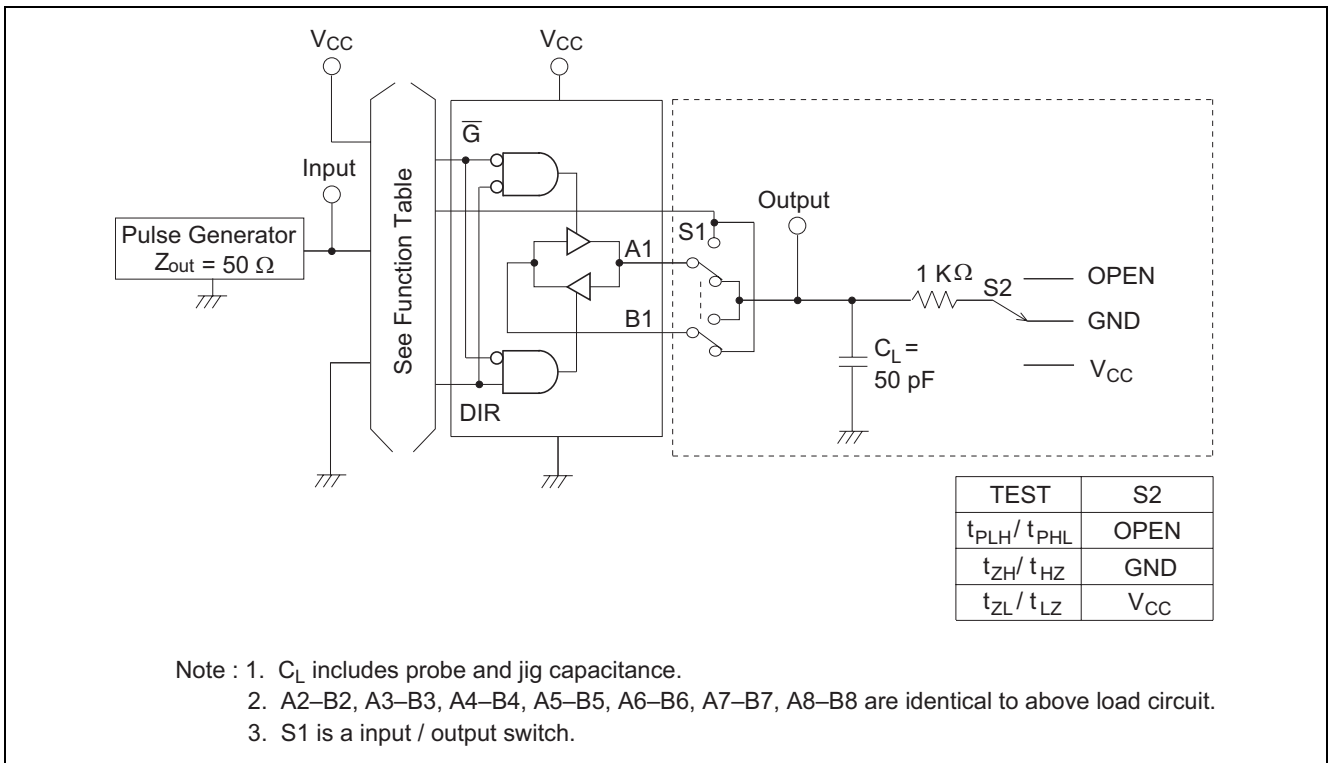 VCC
VCC
G
Input
Pulse Generator
Zout = 50 Ω
See Function Table
DIR
S1
A1
B1
Output
1 KΩ
S2
OPEN
GND
VCC
CL =
50 pF
TEST S2
tPLH / tPHL OPEN
tZH / tHZ GND
tZL / tLZ VCC
Note : 1. CL includes probe and jig capacitance.
2. A2–B2, A3–B3, A4–B4, A5–B5, A6–B6, A7–B7, A8–B8 are identical to above load circuit.
3. S1 is a input / output switch.